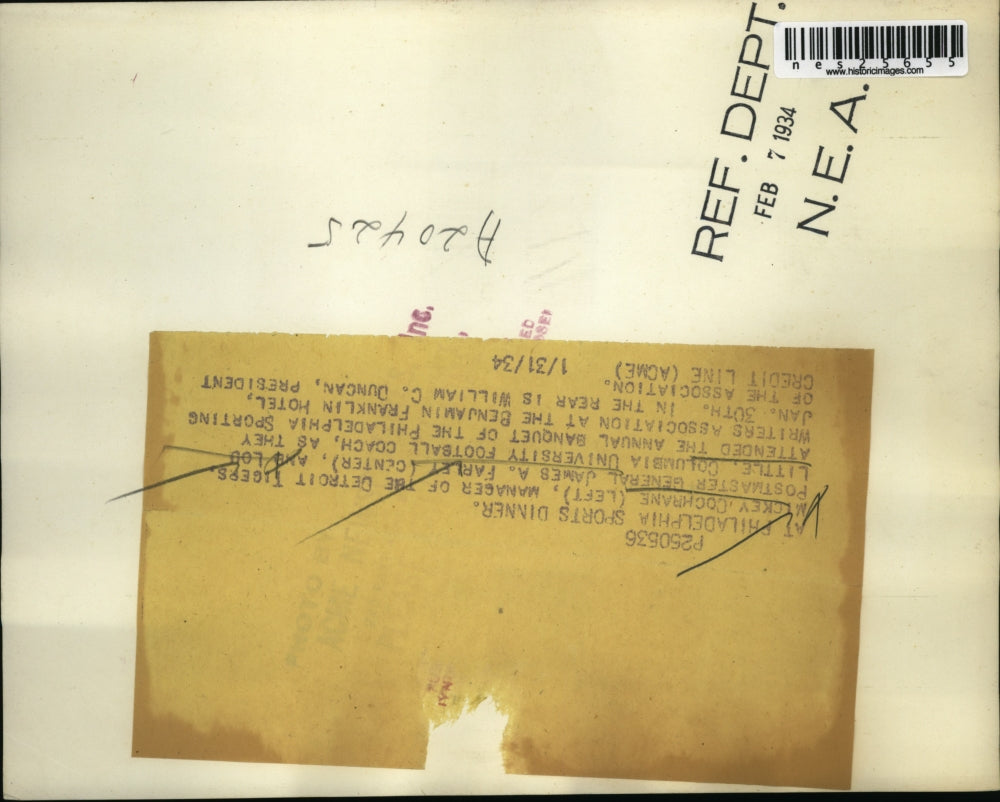 nes25655
www.historicimages.com
REF. DEPT.
FEB 7 1934
N. E. A.
A20425
Inc.
P250536
AT PHILADELPHIA SPORTS DINNER.
MICKEY COCHRANE (LEFT), MANAGER OF THE DETROIT TIGERS,
POSTMASTER GENERAL JAMES A. FARLEY (CENTER), AND LOU
LITTLE, COLUMBIA UNIVERSITY FOOTBALL COACH, AS THEY
ATTENDED THE ANNUAL BANQUET OF THE PHILADELPHIA SPORTING
WRITERS ASSOCIATION AT THE BENJAMIN FRANKLIN HOTEL,
JAN. 30TH. IN THE REAR IS WILLIAM C. DUNCAN, PRESIDENT
OF THE ASSOCIATION.
CREDIT LINE (ACME) 1/31/34